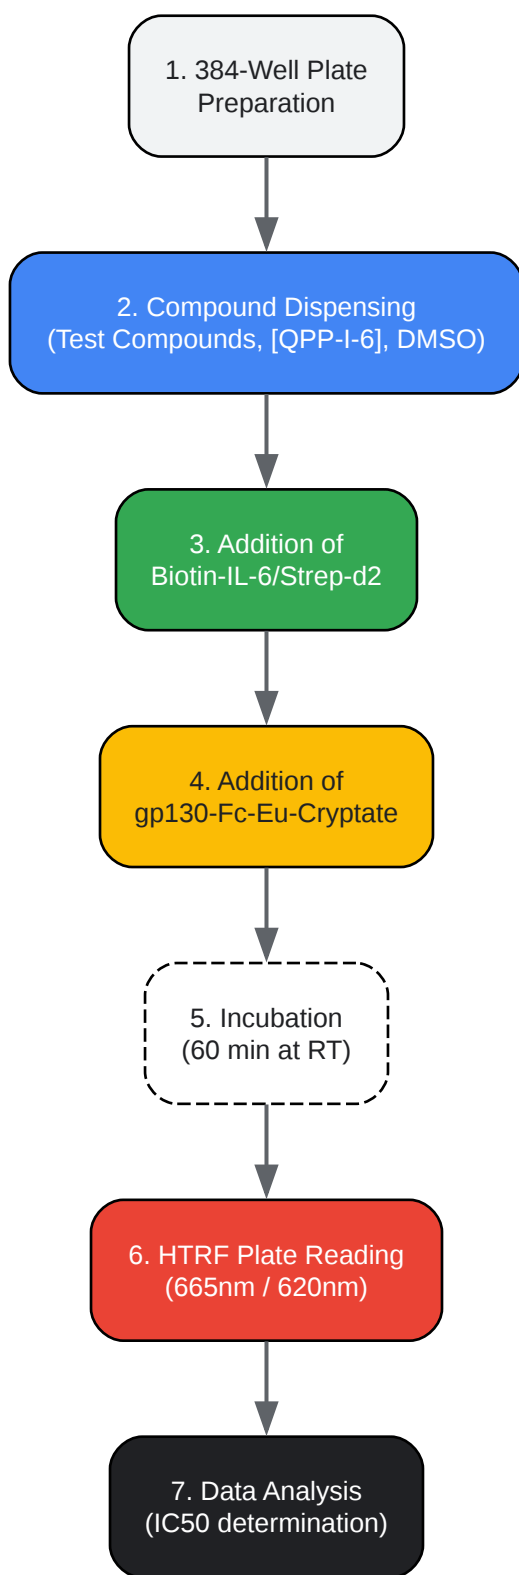 1. 384-Well Plate
Preparation
2. Compound Dispensing
(Test Compounds, [QPP-I-6], DMSO)
3. Addition of
Biotin-IL-6/Strep-d2
4. Addition of
gp130-Fc-Eu-Cryptate
5. Incubation
(60 min at RT)
6. HTRF Plate Reading
(665nm / 620nm)
7. Data Analysis
(IC50 determination)